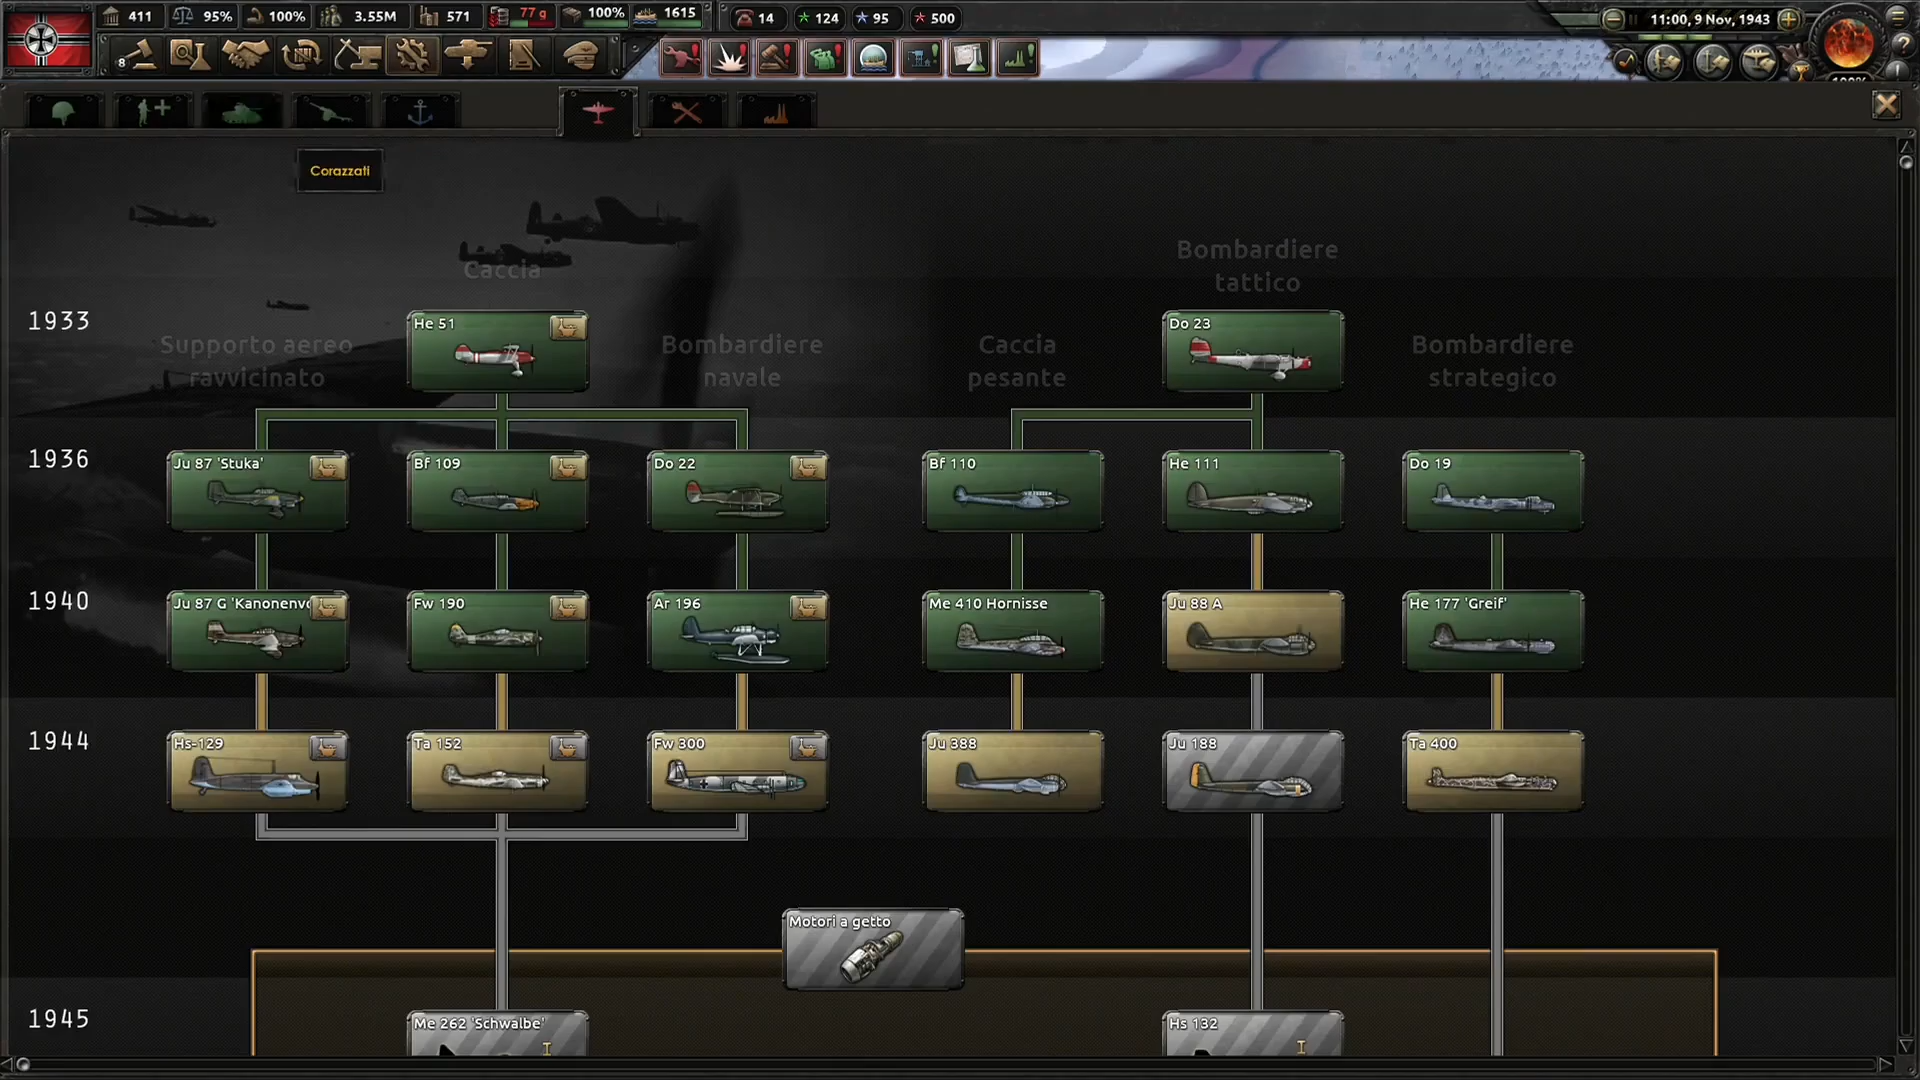 411 95% 100% 3.55M 571 77 g 100% 1615 14 124 95 500 11:00, 9 Nov, 1943
8
Corazzati
Caccia
Bombardiere
tattico
1933
He 51
Do 23
Supporto aereo
ravvicinato
Bombardiere
navale
Caccia
pesante
Bombardiere
strategico
1936
Ju 87 'Stuka'
Bf 109
Do 22
Bf 110
He 111
Do 19
1940
Ju 87 G 'Kanonenvo
Fw 190
Ar 196
Me 410 Hornisse
Ju 88 A
He 177 'Greif'
1944
Hs-129
Ta 152
Fw 300
Ju 388
Ju 188
Ta 400
Motori a getto
1945
Me 262 'Schwalbe'
Hs 132